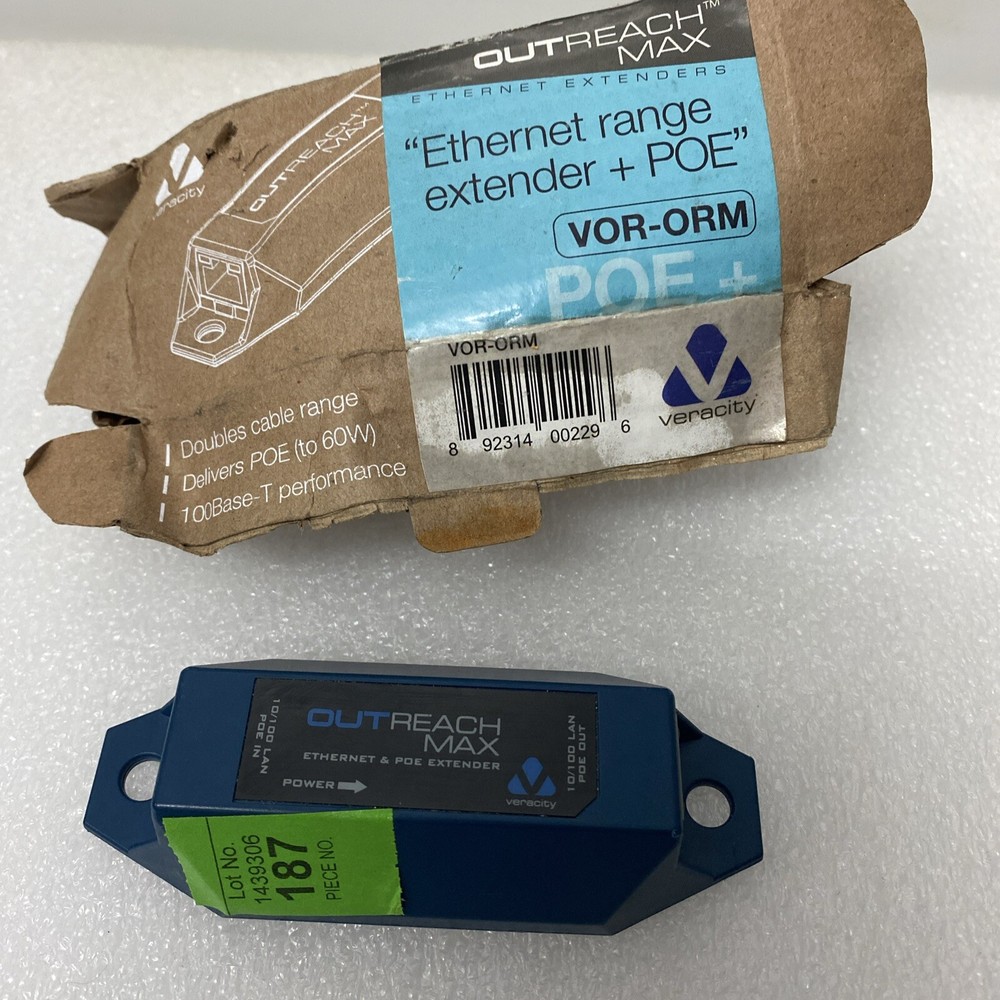 OUTREACH™
MAX
ETHERNET EXTENDERS
"Ethernet range
extender + POE"
VOR-ORM
POE +
veracity
OUTREACH™
MAX
VOR-ORM
8 92314 00229 6
veracity
Doubles cable range
Delivers POE (to 60W)
100Base-T performance
10/100 LAN
POE IN
OUTREACH
MAX
ETHERNET & POE EXTENDER
POWER
veracity
10/100 LAN
POE OUT
Lot No.
1439306
187
PIECE NO.